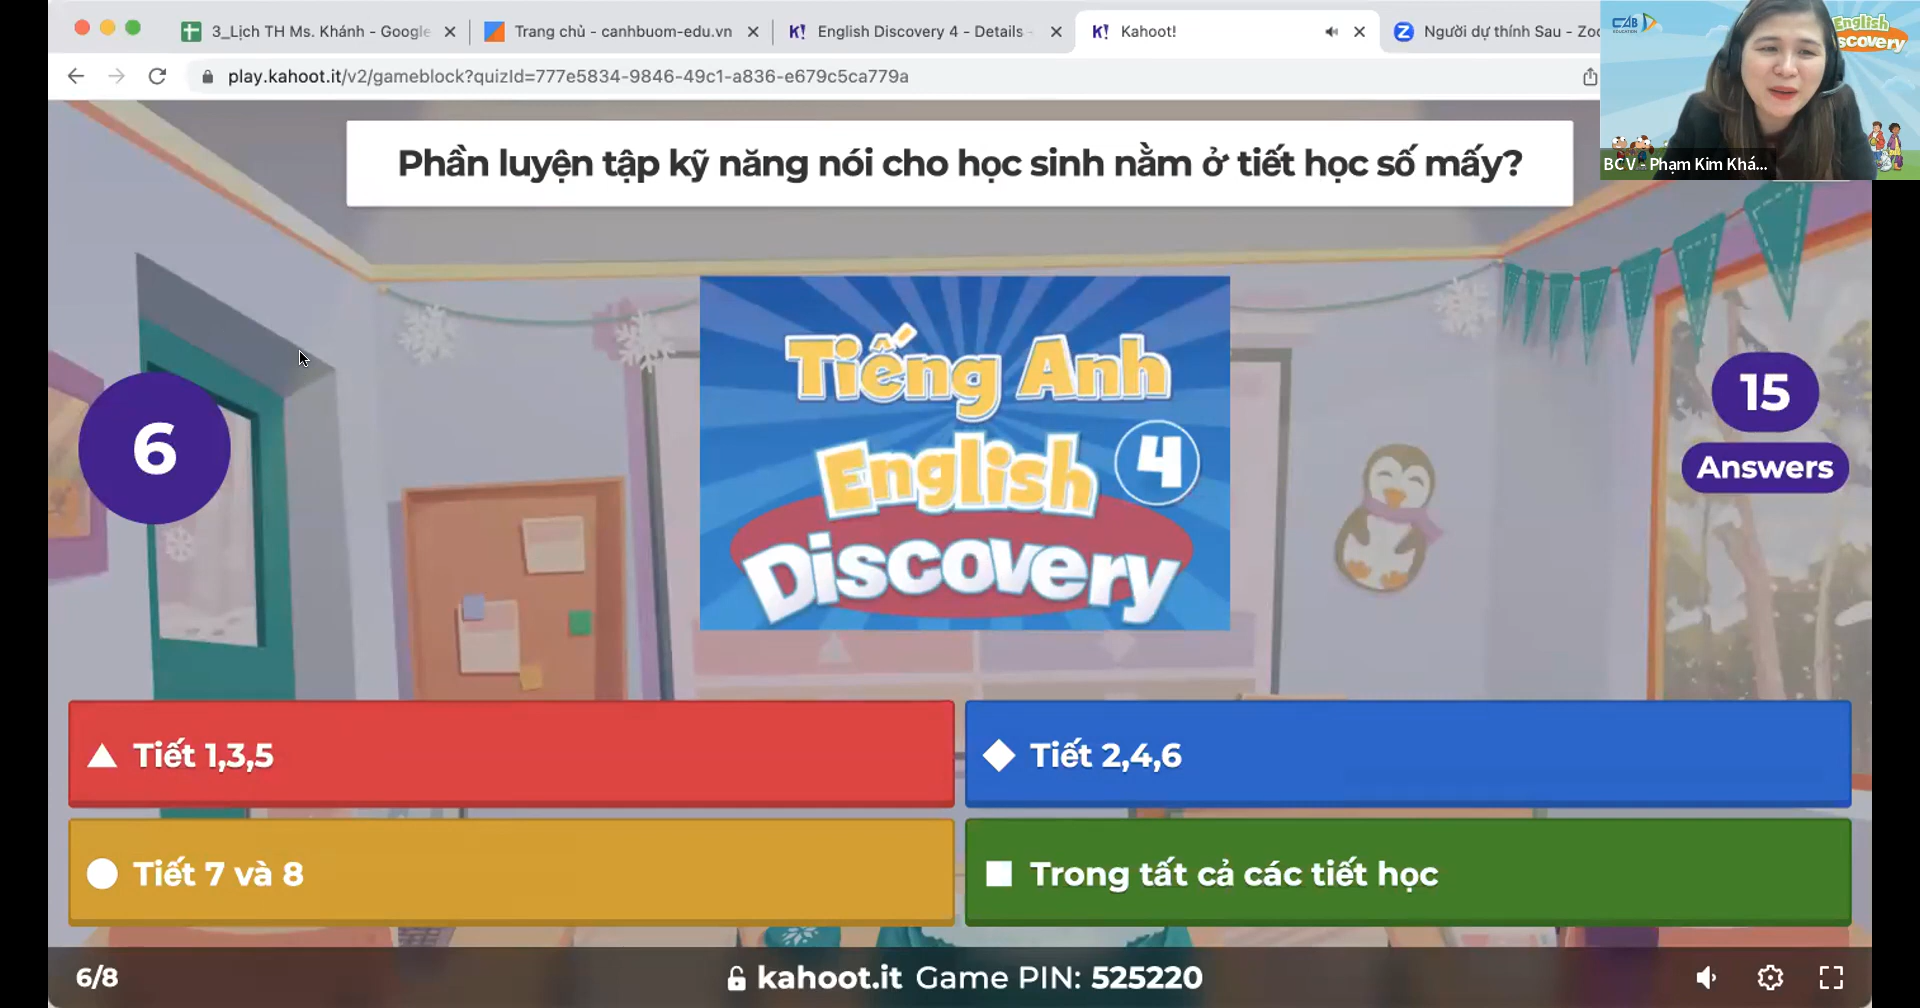 3_Lịch TH Ms. Khánh - Google
Trang chủ - canhbuom-edu.vn
K! English Discovery 4 - Details -
K! Kahoot!
Z Người dự thính Sau - Zoo
play.kahoot.it/v2/gameblock?quizId=777e5834-9846-49c1-a836-e679c5ca779a
EDUCATION
English
Discovery
BCV - Phạm Kim Khá...
Phần luyện tập kỹ năng nói cho học sinh nằm ở tiết học số mấy?
6
Tiếng Anh
English 4
Discovery
15
Answers
Tiết 1,3,5
Tiết 2,4,6
Tiết 7 và 8
Trong tất cả các tiết học
6/8
kahoot.it Game PIN: 525220